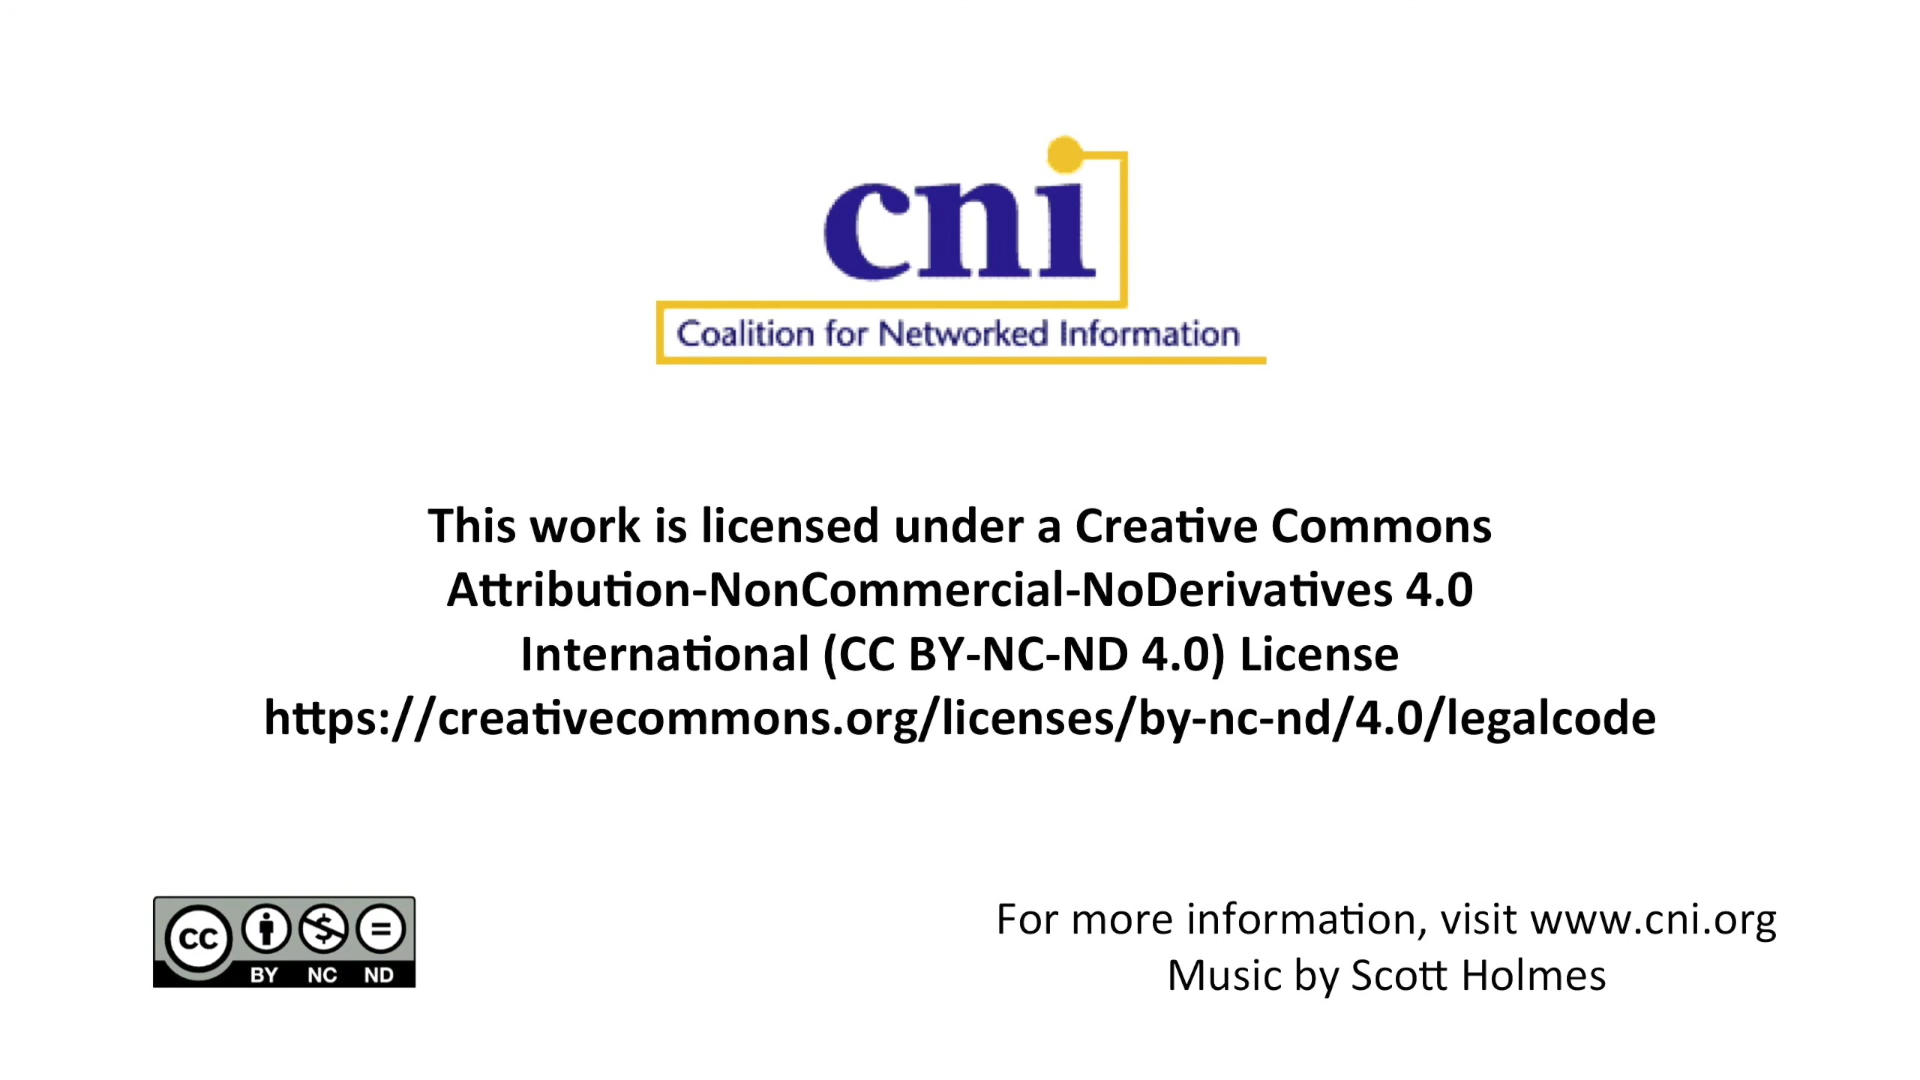 cni
Coalition for Networked Information
This work is licensed under a Creative Commons
Attribution-NonCommercial-NoDerivatives 4.0
International (CC BY-NC-ND 4.0) License
https://creativecommons.org/licenses/by-nc-nd/4.0/legalcode
cc
BY NC ND
For more information, visit www.cni.org
Music by Scott Holmes